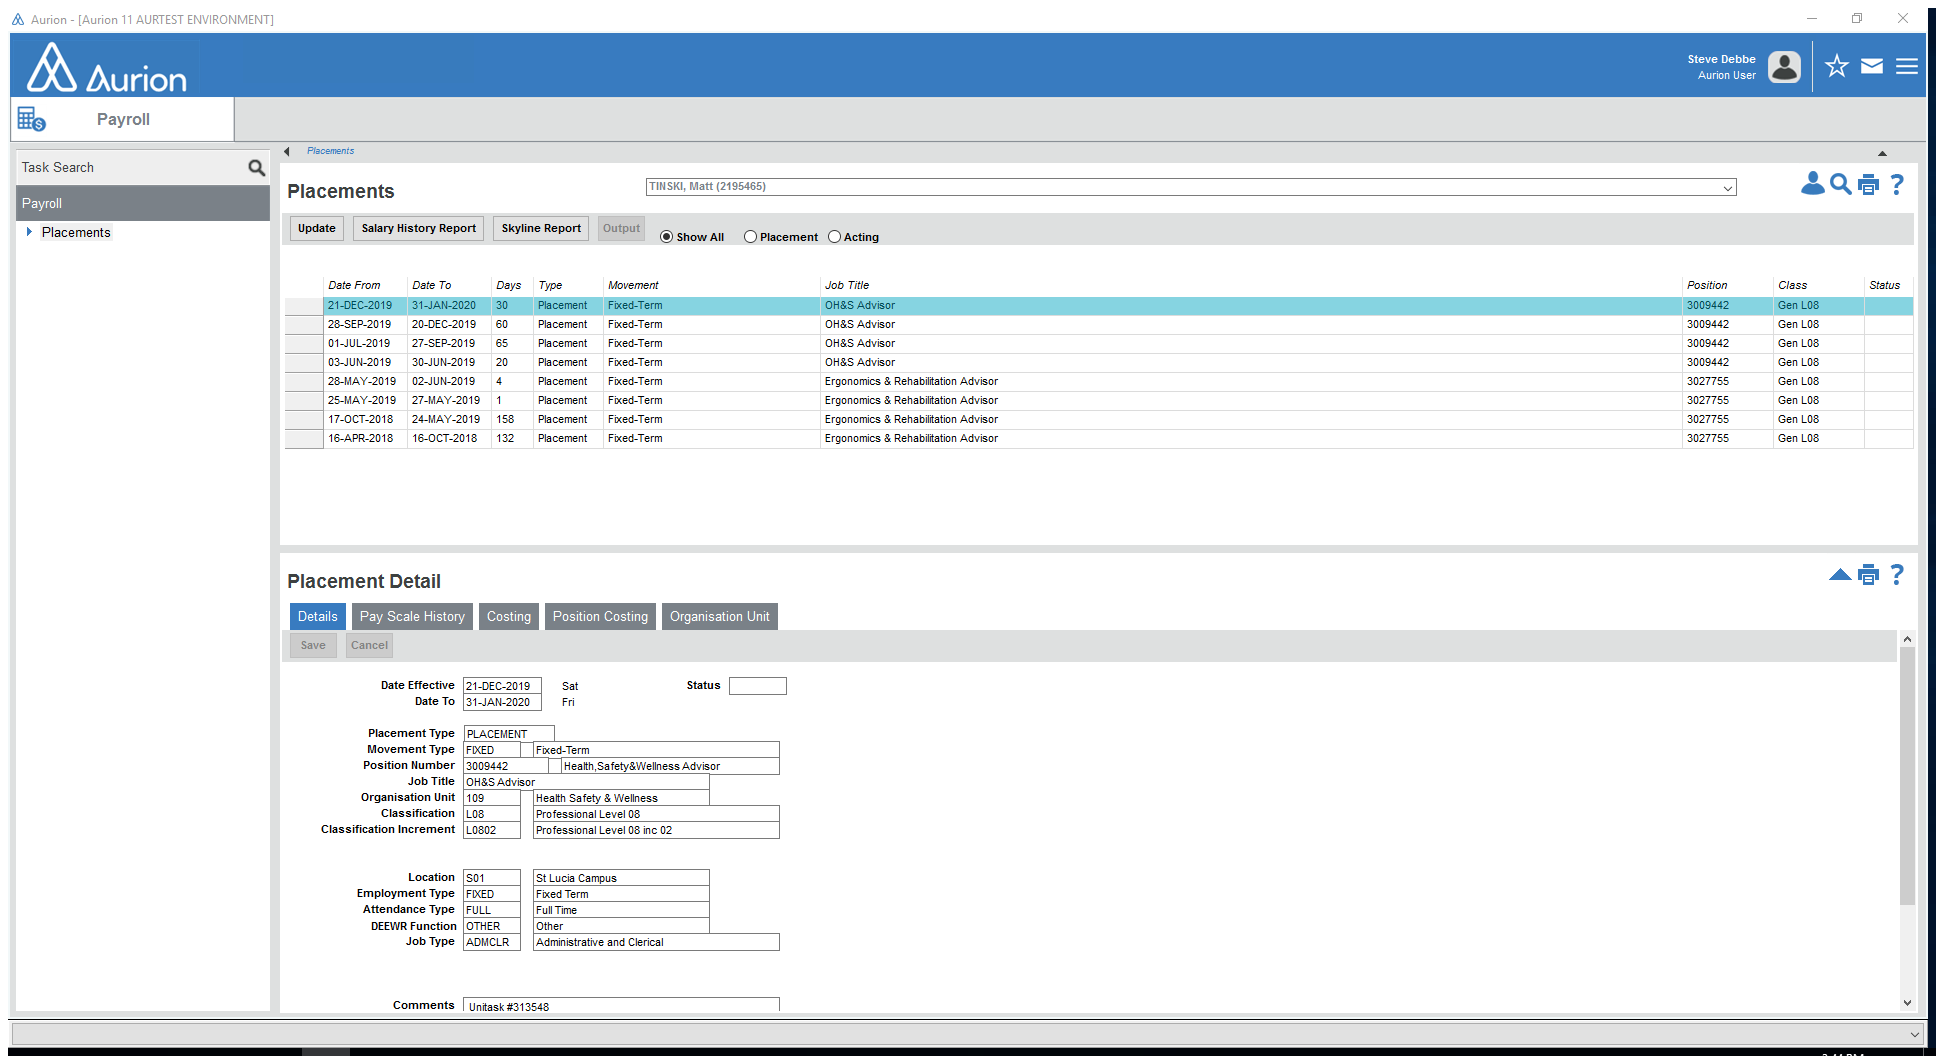 Aurion - [Aurion 11 AURTEST ENVIRONMENT]
Aurion
Steve Debbe
Aurion User
Payroll
Task Search
Payroll
Placements
Placements
Placements
TINSKI, Matt (2195465)
Update Salary History Report Skyline Report Output Show All Placement Acting
Date From Date To Days Type Movement Job Title Position Class Status
21-DEC-2019 31-JAN-2020 30 Placement Fixed-Term OH&S Advisor 3009442 Gen L08
28-SEP-2019 20-DEC-2019 60 Placement Fixed-Term OH&S Advisor 3009442 Gen L08
01-JUL-2019 27-SEP-2019 65 Placement Fixed-Term OH&S Advisor 3009442 Gen L08
03-JUN-2019 30-JUN-2019 20 Placement Fixed-Term OH&S Advisor 3009442 Gen L08
28-MAY-2019 02-JUN-2019 4 Placement Fixed-Term Ergonomics & Rehabilitation Advisor 3027755 Gen L08
25-MAY-2019 27-MAY-2019 1 Placement Fixed-Term Ergonomics & Rehabilitation Advisor 3027755 Gen L08
17-OCT-2018 24-MAY-2019 158 Placement Fixed-Term Ergonomics & Rehabilitation Advisor 3027755 Gen L08
16-APR-2018 16-OCT-2018 132 Placement Fixed-Term Ergonomics & Rehabilitation Advisor 3027755 Gen L08
Placement Detail
Details Pay Scale History Costing Position Costing Organisation Unit
Save Cancel
Date Effective 21-DEC-2019 Sat Status
Date To 31-JAN-2020 Fri
Placement Type PLACEMENT
Movement Type FIXED Fixed-Term
Position Number 3009442 Health,Safety&Wellness Advisor
Job Title OH&S Advisor
Organisation Unit 109 Health Safety & Wellness
Classification L08 Professional Level 08
Classification Increment L0802 Professional Level 08 inc 02
Location S01 St Lucia Campus
Employment Type FIXED Fixed Term
Attendance Type FULL Full Time
DEEWR Function OTHER Other
Job Type ADMCLR Administrative and Clerical
Comments Unitask #313548